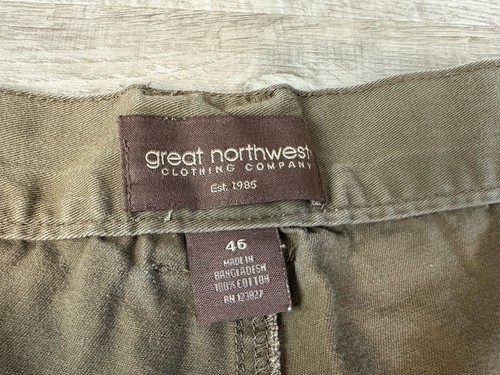 great northwest
CLOTHING COMPANY
Est. 1985
46
MADE IN
BANGLADESH
100% COTTON
RN 123827